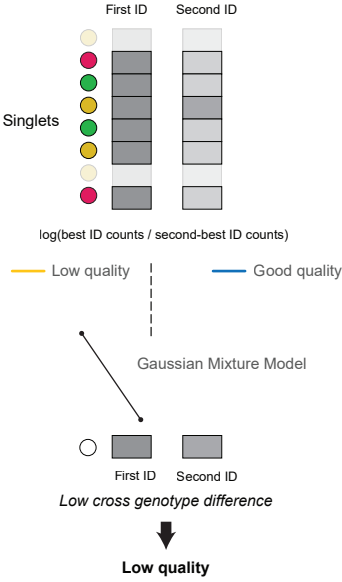 First ID Second ID
Singlets
log(best ID counts / second-best ID counts)
Low quality Good quality
Gaussian Mixture Model
First ID Second ID
Low cross genotype difference
Low quality